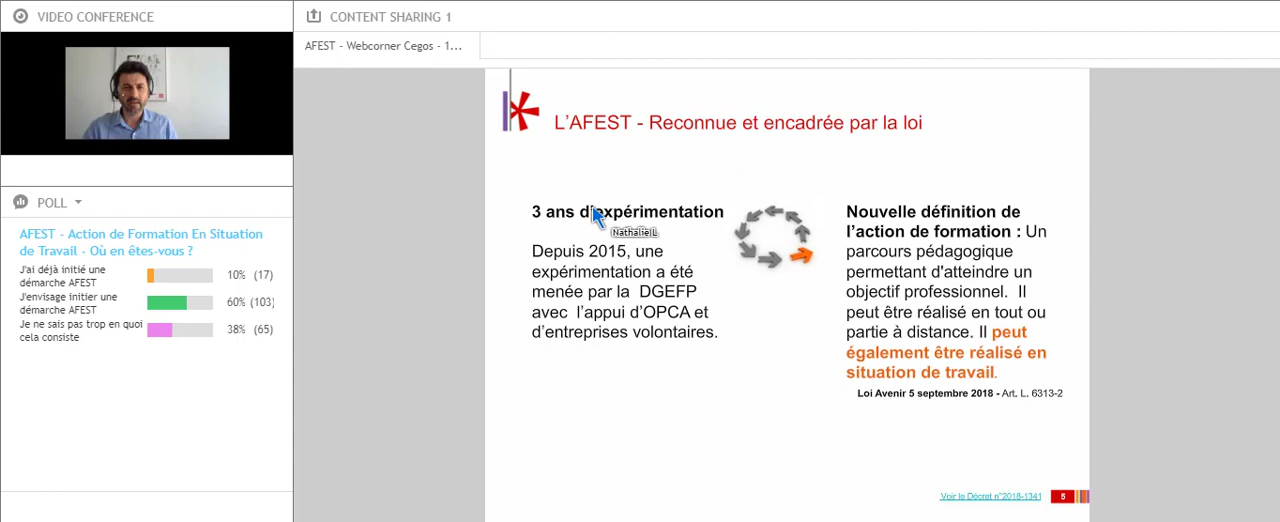 VIDEO CONFERENCE
POLL
AFEST - Action de Formation En Situation
de Travail - Où en êtes-vous ?
J'ai déjà initié une
démarche AFEST
10% (17)
J'envisage initier une
démarche AFEST
60% (103)
Je ne sais pas trop en quoi
cela consiste
38% (65)
CONTENT SHARING 1
AFEST - Webcorner Cegos - 1...
L'AFEST - Reconnue et encadrée par la loi
3 ans d'expérimentation
Nathalie L
Depuis 2015, une
expérimentation a été
menée par la DGEFP
avec l'appui d'OPCA et
d'entreprises volontaires.
Nouvelle définition de
l'action de formation : Un
parcours pédagogique
permettant d'atteindre un
objectif professionnel. Il
peut être réalisé en tout ou
partie à distance. Il peut
également être réalisé en
situation de travail.
Loi Avenir 5 septembre 2018 - Art. L. 6313-2
Voir le Décret n°2018-1341
5